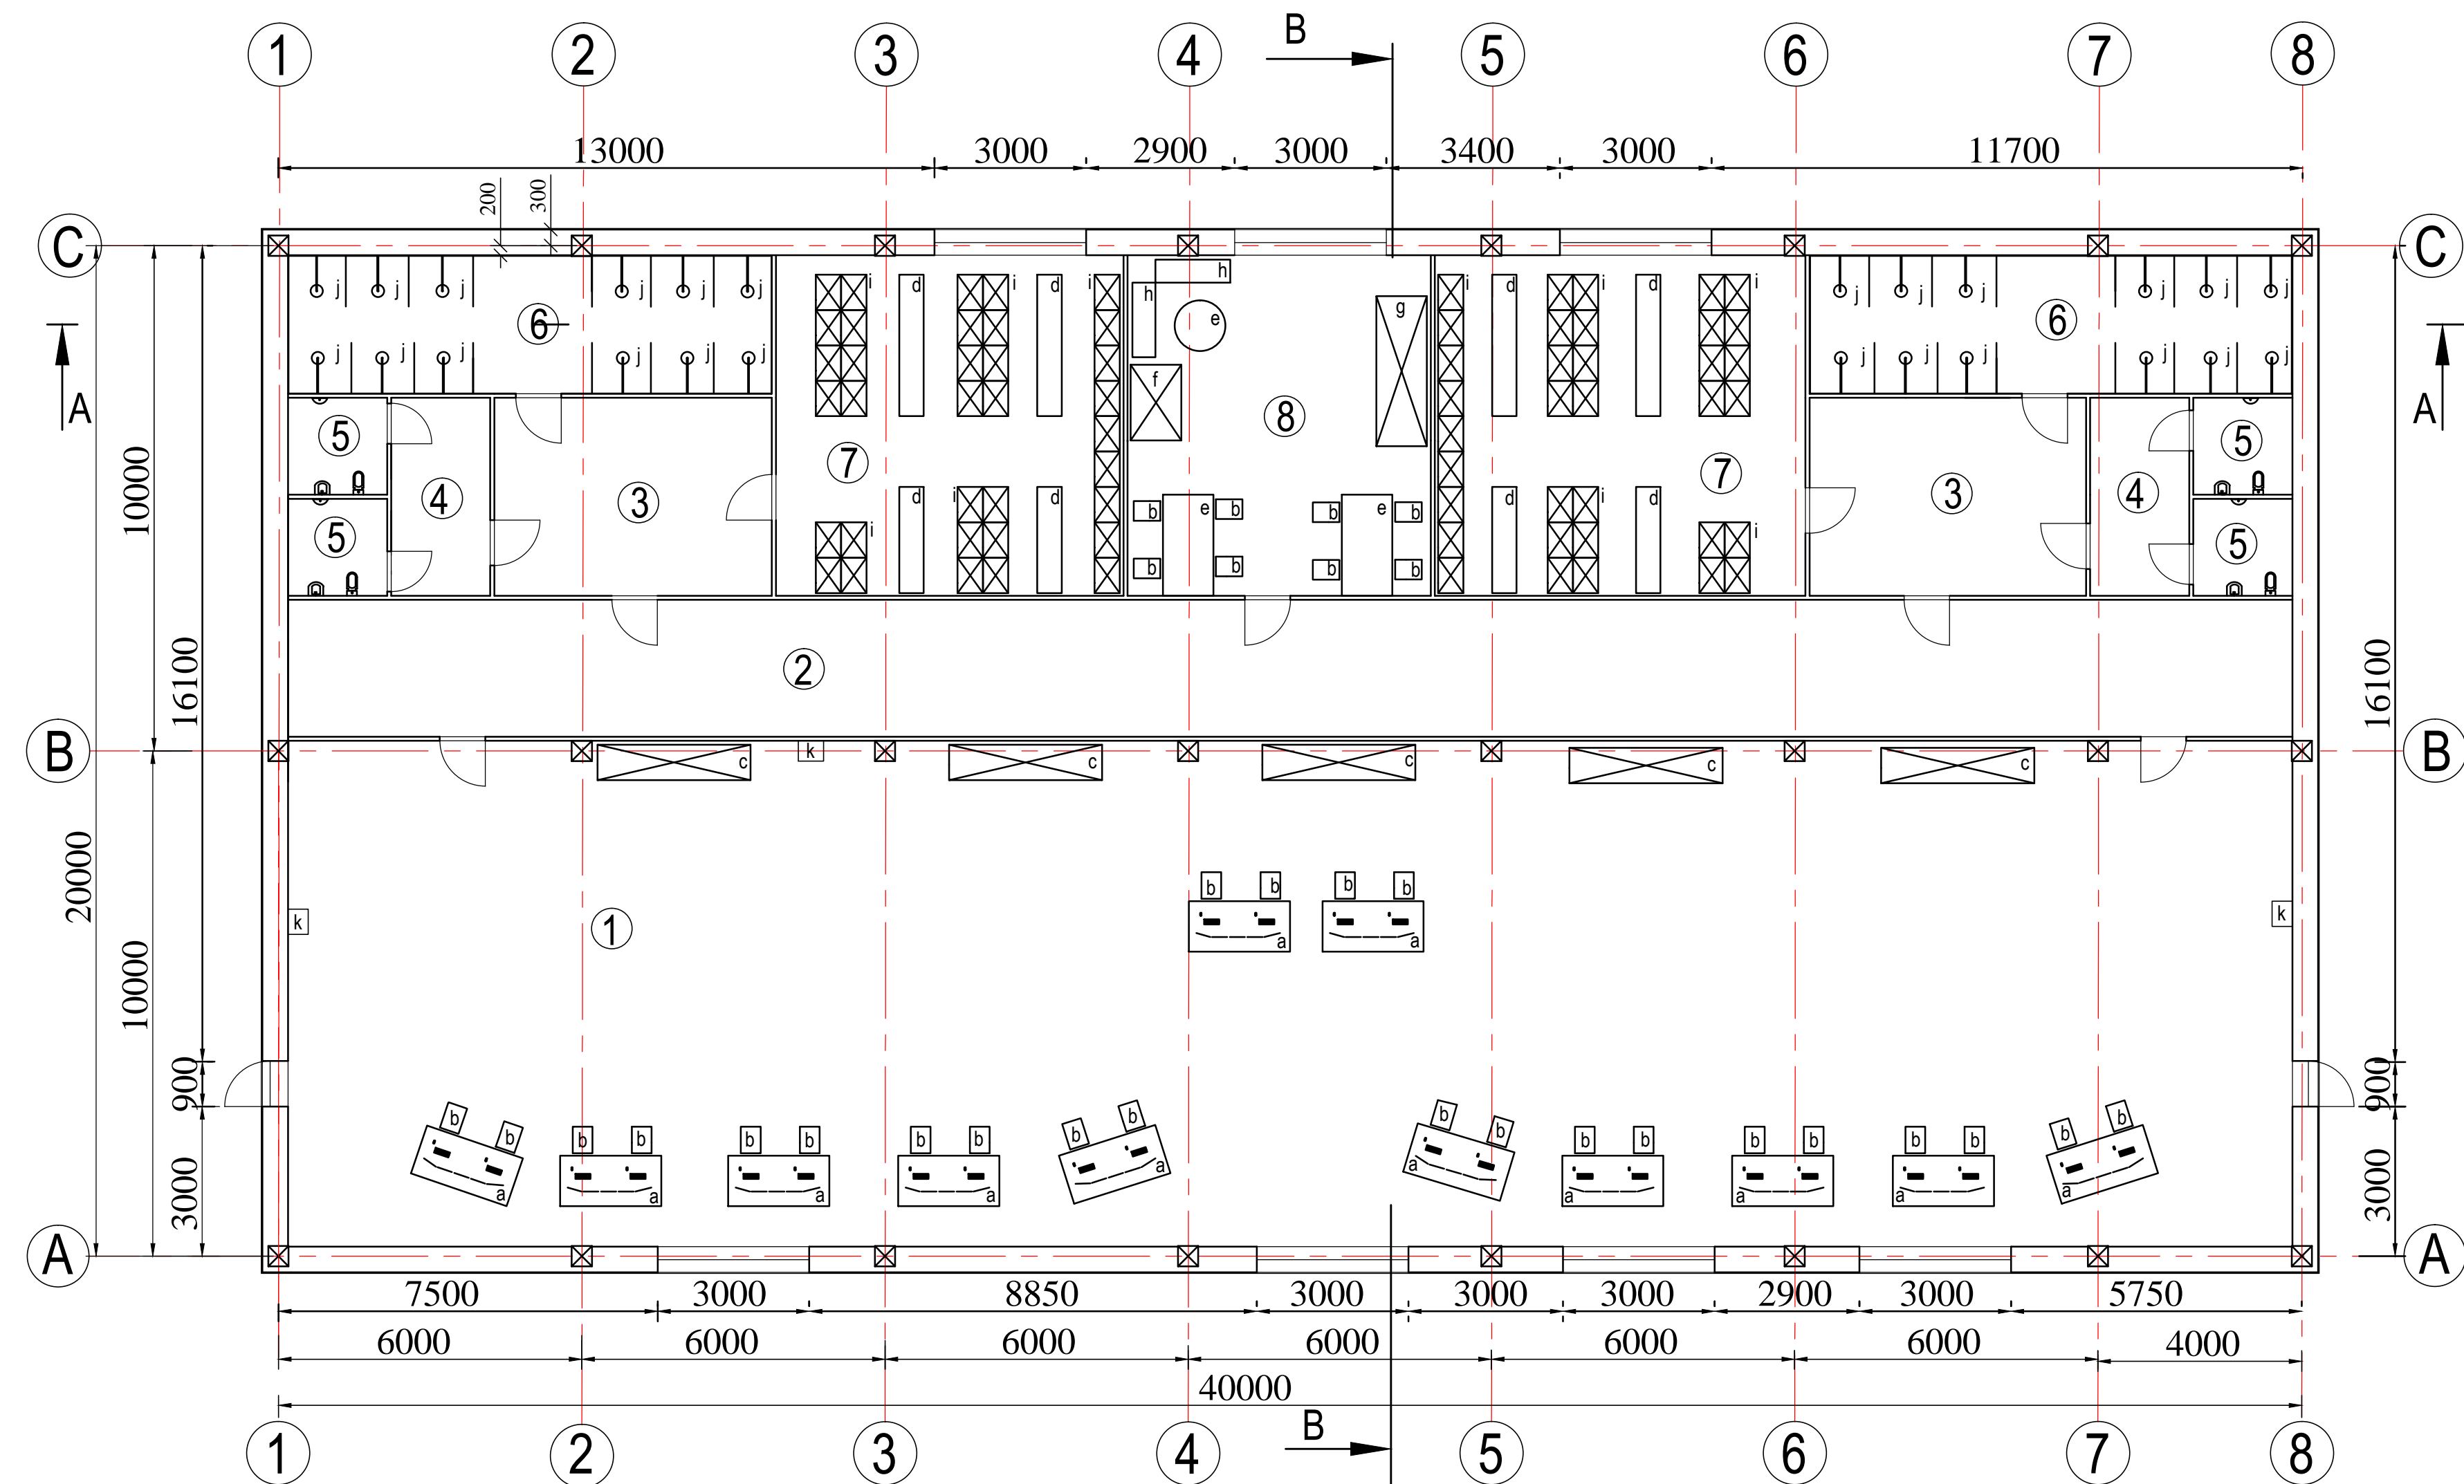 B
1 2 3 4 5 6 7 8
13000 3000 2900 3000 3400 3000 11700
200 300
C C
h
j j j j j j i d i d i h e g i d i d i j j j j j j
6 6
f
j j j j j j j j j j j j
A A
8
5 5
7 7
4 3 3 4
10000
b e b b e b
d i d d i d i i
5 5
b b b b
16100 16100
2
B B
k
c c c c c
20000
b b b b
k 1 k
a a
10000
900 900
b b b b b b b b
b b b b b b b b b b b b
3000 a a a a a a a a a a 3000
A A
7500 3000 8850 3000 3000 3000 2900 3000 5750
6000 6000 6000 6000 6000 6000 4000
40000
B
1 2 3 4 5 6 7 8